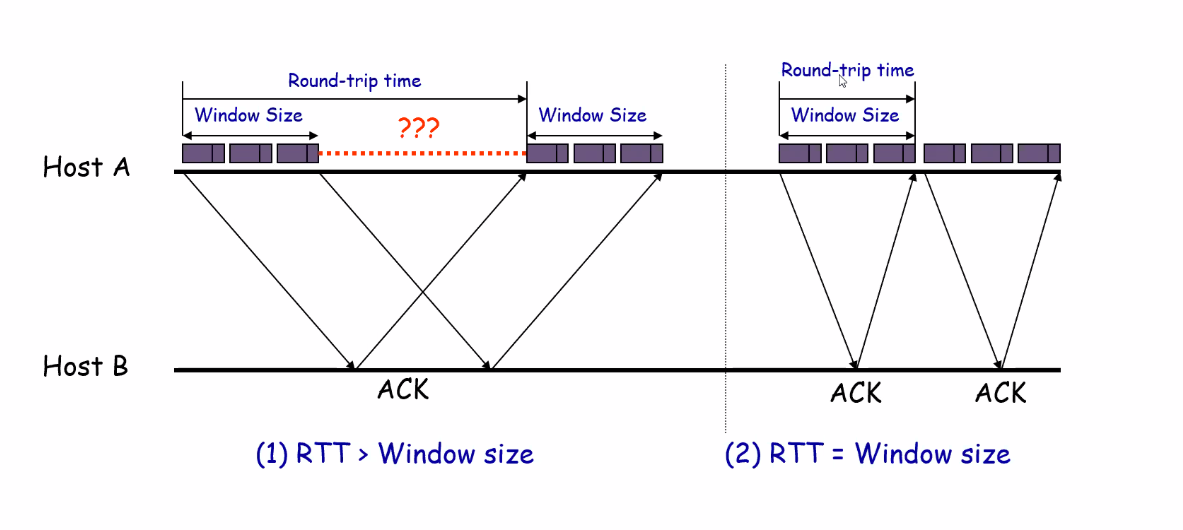 Round-trip time
Window Size
???
Window Size
Host A
Host B
ACK
(1) RTT > Window size
Round-trip time
Window Size
ACK
ACK
(2) RTT = Window size